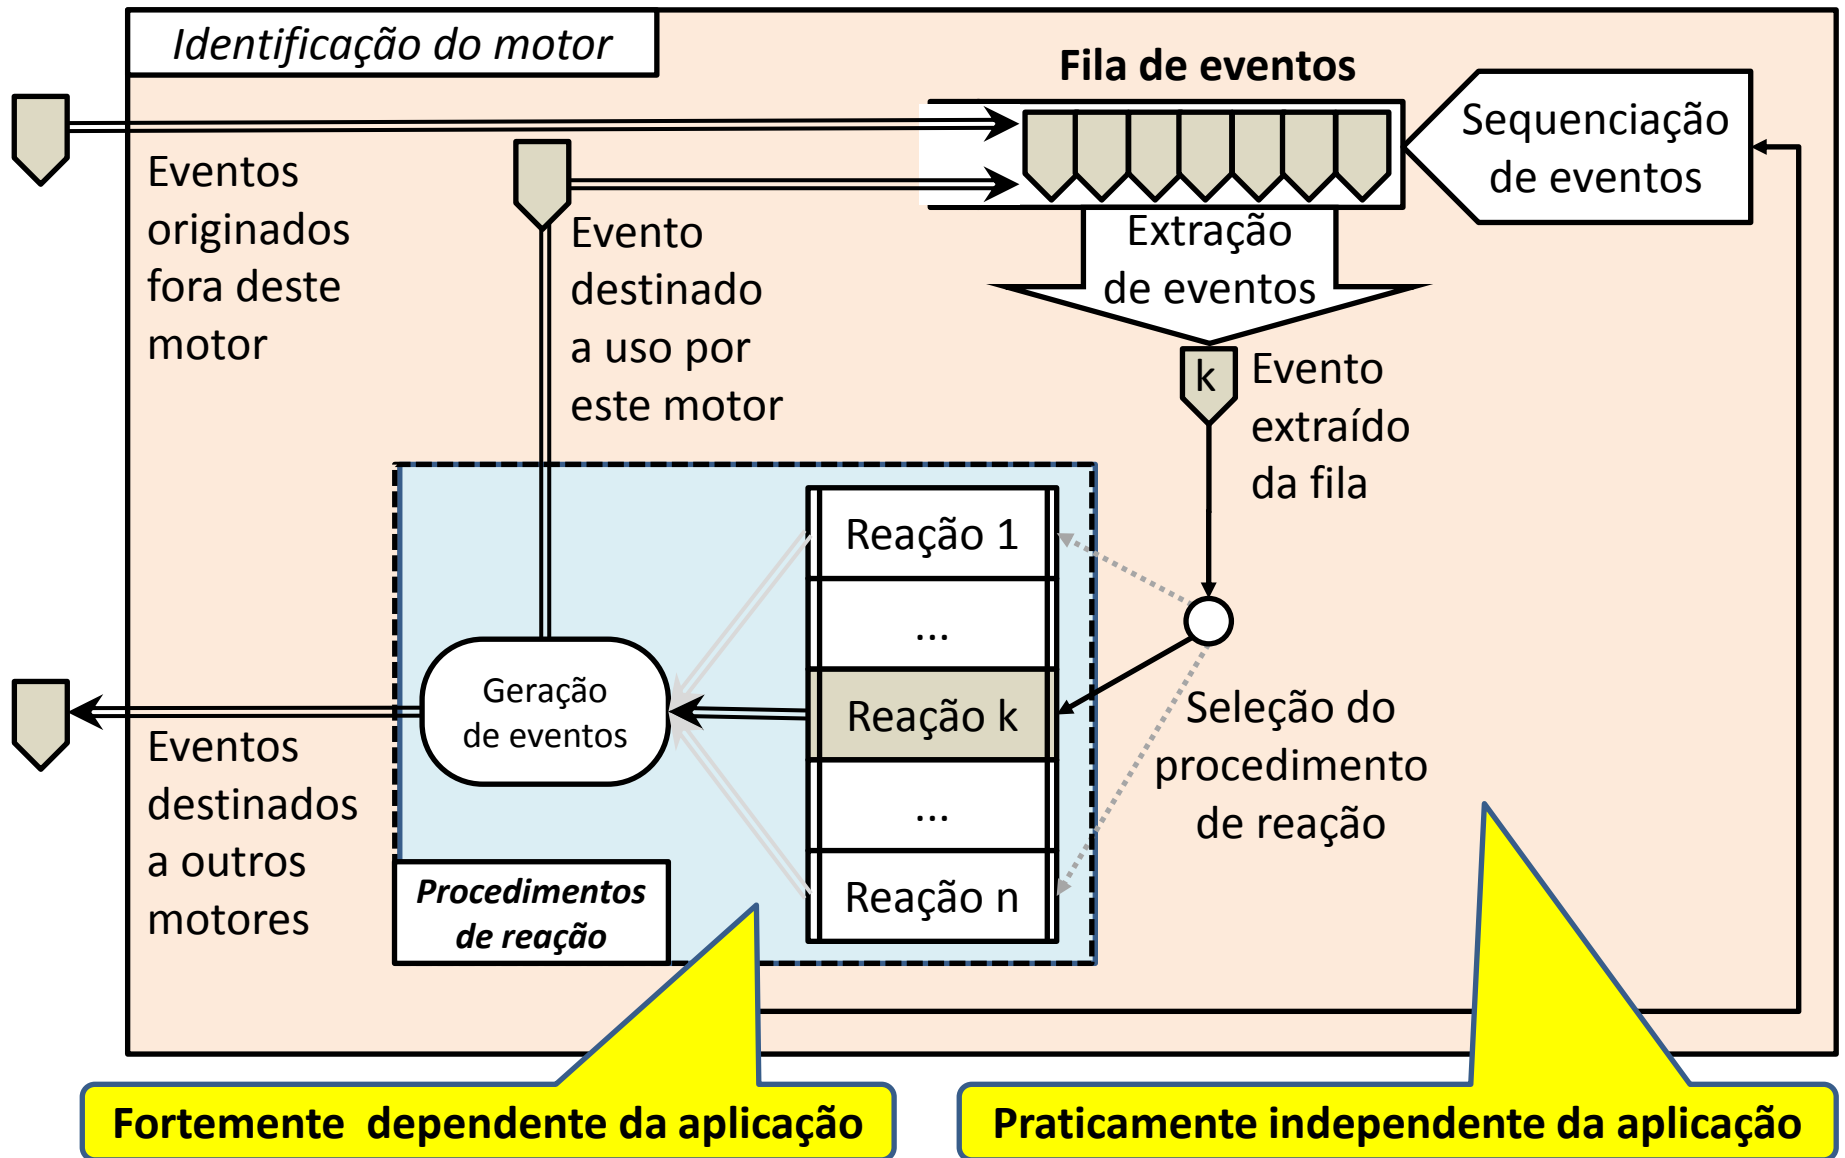 Identificação do motor
Fila de eventos
Sequenciação
de eventos
Eventos
originados
fora deste
motor
Evento
destinado
a uso por
este motor
Extração
de eventos
k
Evento
extraído
da fila
Reação 1
...
Reação k
...
Reação n
Geração
de eventos
Seleção do
procedimento
de reação
Eventos
destinados
a outros
motores
Procedimentos
de reação
Fortemente dependente da aplicação
Praticamente independente da aplicação